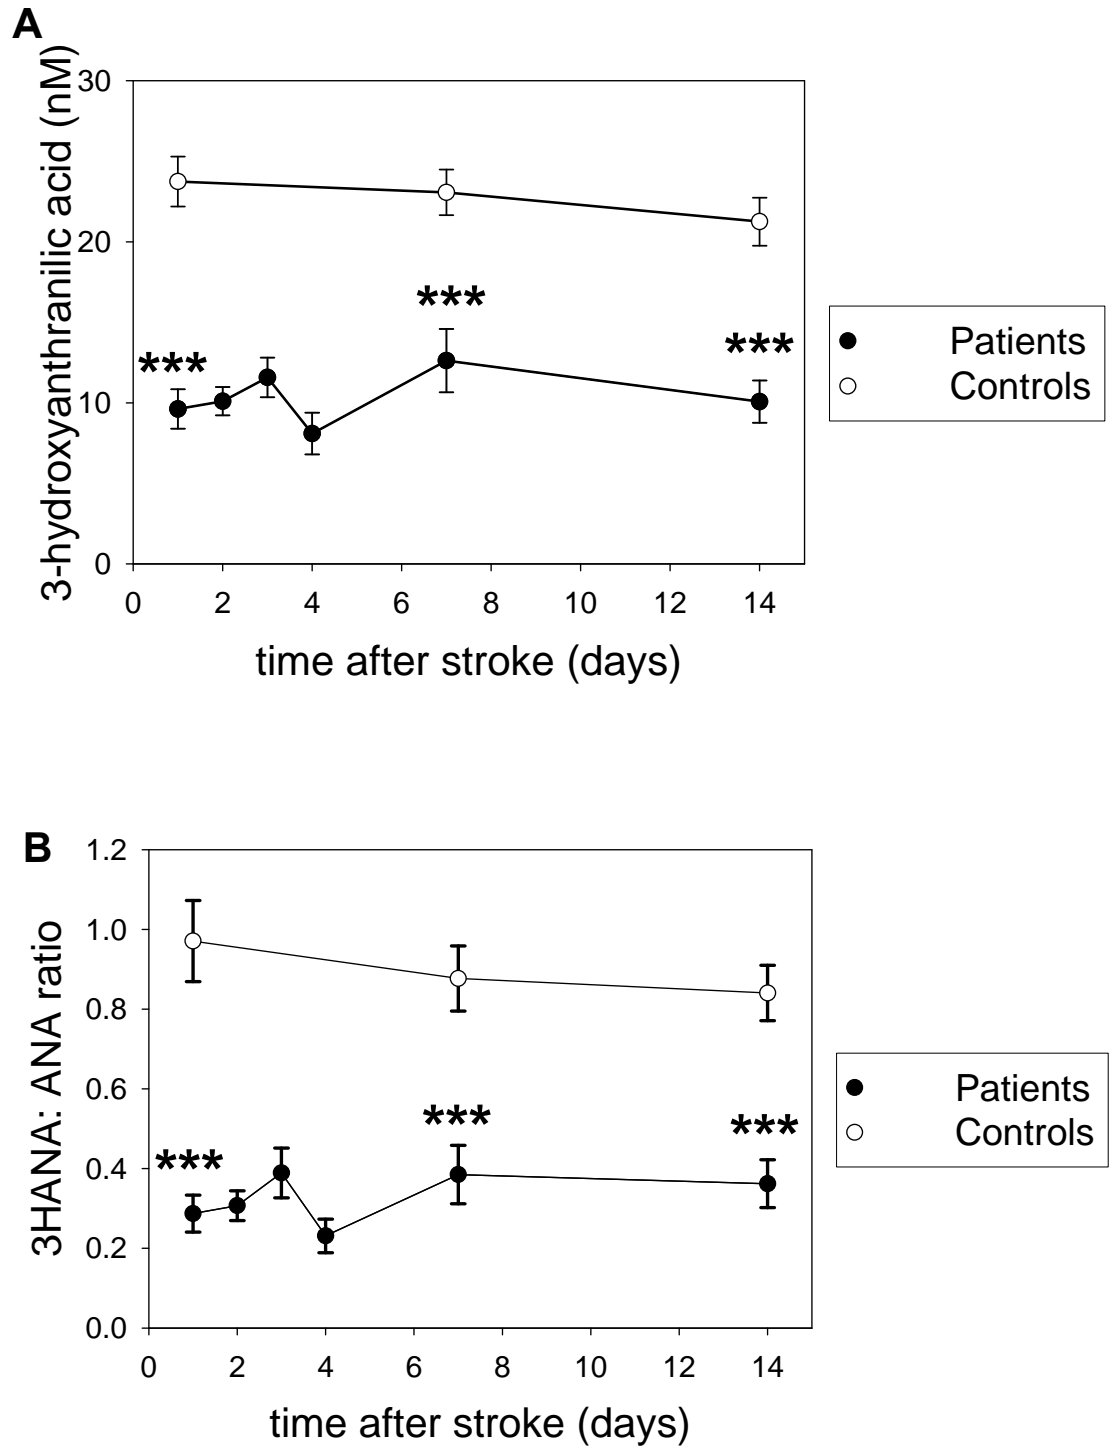 A
3-hydroxyanthranilic acid (nM)
30
20
10
0
***
***
***
0 2 4 6 8 10 12 14
time after stroke (days)
Patients
Controls
B
3HANA: ANA ratio
1.2
1.0
0.8
0.6
0.4
0.2
0.0
***
***
***
0 2 4 6 8 10 12 14
time after stroke (days)
Patients
Controls